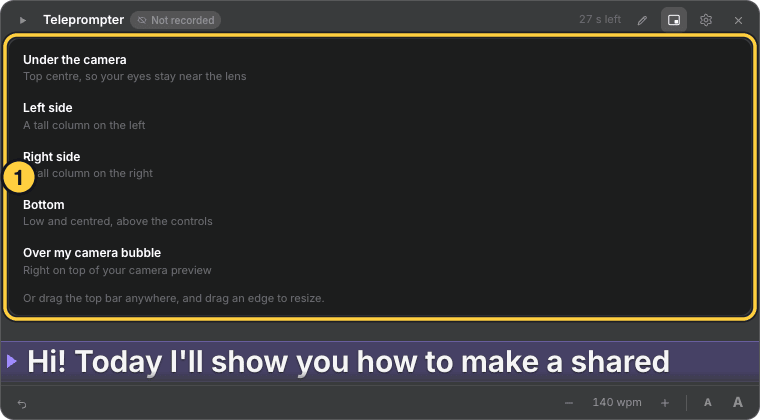 Teleprompter Not recorded 27 s left
Under the camera
Top centre, so your eyes stay near the lens
Left side
A tall column on the left
Right side
1
all column on the right
Bottom
Low and centred, above the controls
Over my camera bubble
Right on top of your camera preview
Or drag the top bar anywhere, and drag an edge to resize.
Hi! Today I'll show you how to make a shared
− 140 wpm + A A